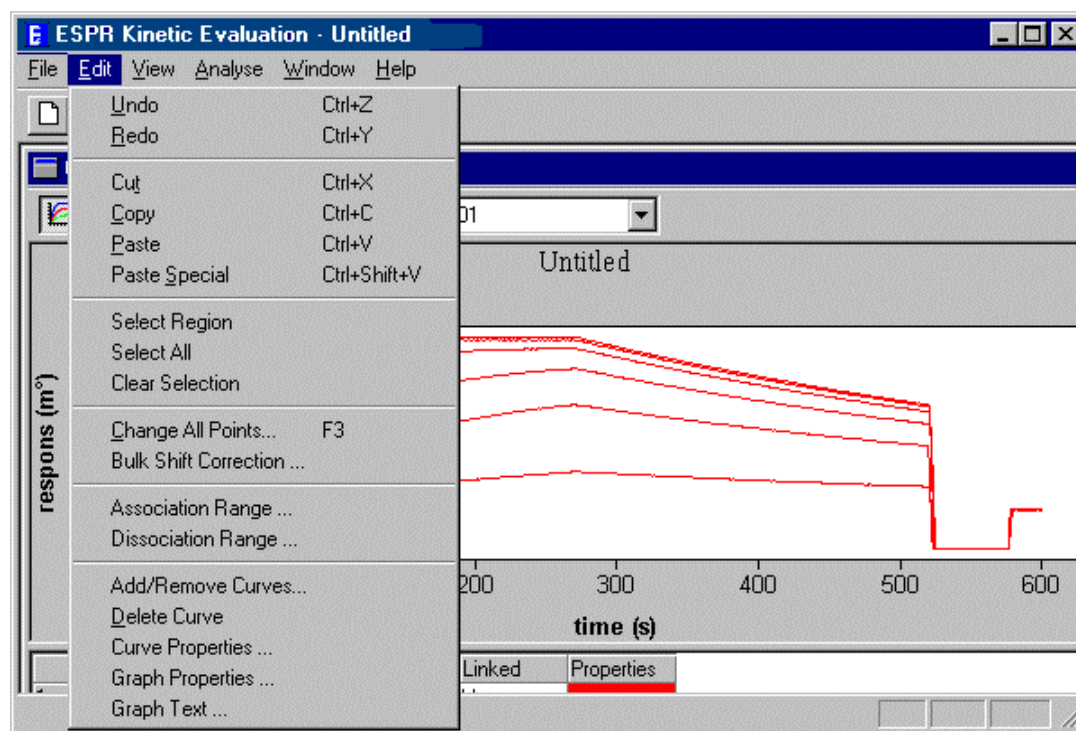 ESPR Kinetic Evaluation - Untitled
File Edit View Analyse Window Help
Undo Ctrl+Z
Redo Ctrl+Y
Cut Ctrl+X
Copy Ctrl+C
Paste Ctrl+V
Paste Special Ctrl+Shift+V
Select Region
Select All
Clear Selection
Change All Points... F3
Bulk Shift Correction ...
Association Range ...
Dissociation Range ...
Add/Remove Curves...
Delete Curve
Curve Properties ...
Graph Properties ...
Graph Text ...
01
Untitled
respons (m°)
200 300 400 500 600
time (s)
Linked Properties